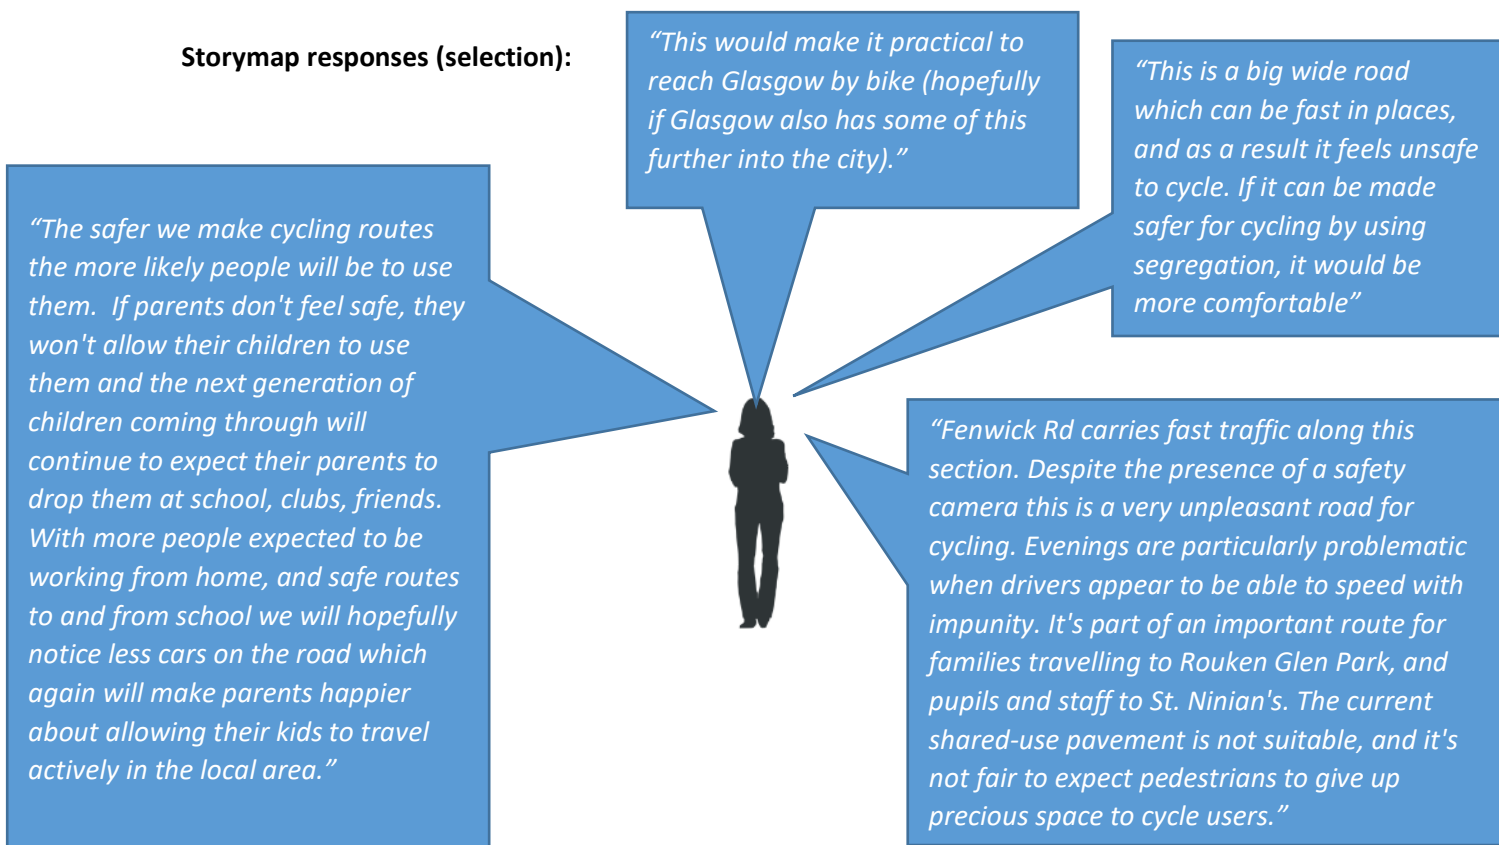 Storymap responses (selection):
“This would make it practical to
reach Glasgow by bike (hopefully
if Glasgow also has some of this
further into the city).”
“This is a big wide road
which can be fast in places,
and as a result it feels unsafe
to cycle. If it can be made
safer for cycling by using
segregation, it would be
more comfortable”
“The safer we make cycling routes
the more likely people will be to use
them.  If parents don't feel safe, they
won't allow their children to use
them and the next generation of
children coming through will
continue to expect their parents to
drop them at school, clubs, friends.
With more people expected to be
working from home, and safe routes
to and from school we will hopefully
notice less cars on the road which
again will make parents happier
about allowing their kids to travel
actively in the local area.”
“Fenwick Rd carries fast traffic along this
section. Despite the presence of a safety
camera this is a very unpleasant road for
cycling. Evenings are particularly problematic
when drivers appear to be able to speed with
impunity. It's part of an important route for
families travelling to Rouken Glen Park, and
pupils and staff to St. Ninian's. The current
shared-use pavement is not suitable, and it's
not fair to expect pedestrians to give up
precious space to cycle users.”